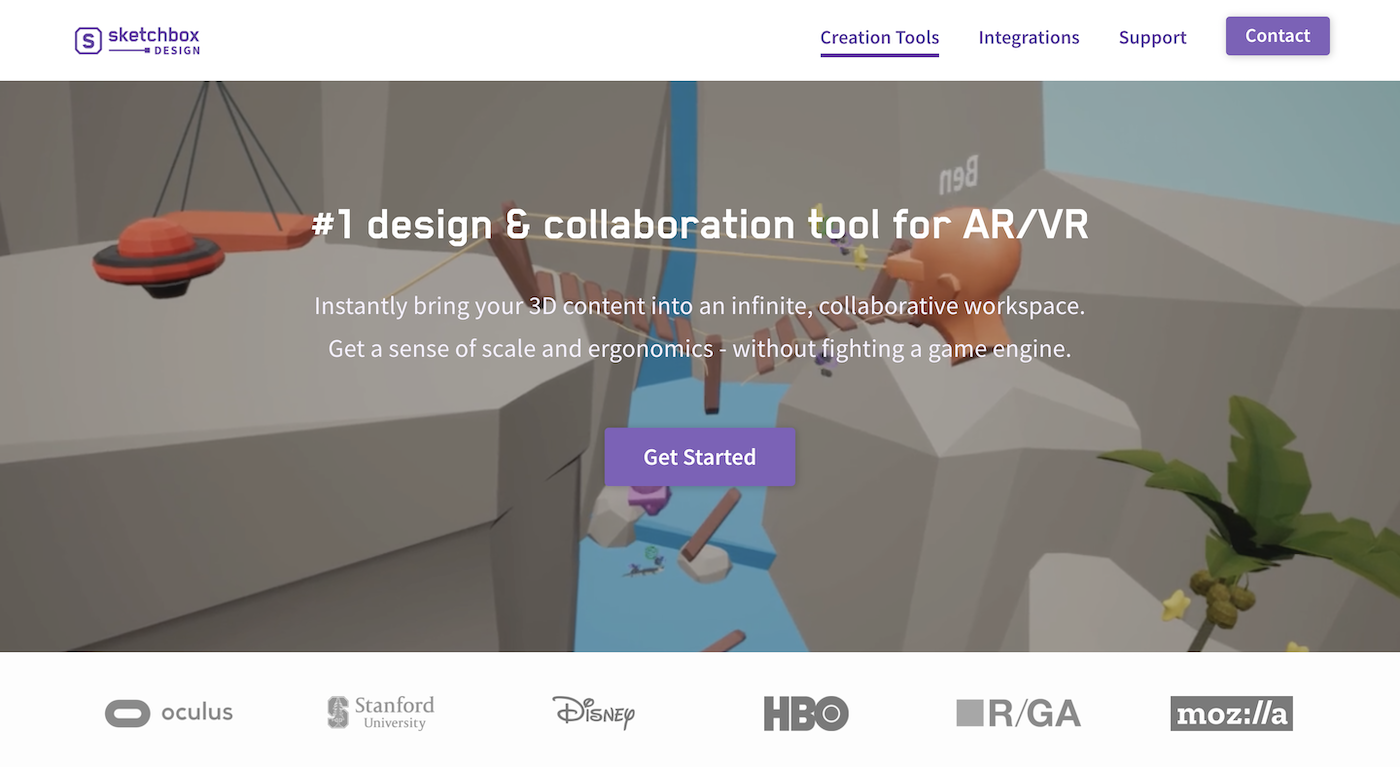 S sketchbox
DESIGN
Creation Tools
Integrations
Support
Contact
Ben
#1 design & collaboration tool for AR/VR
Instantly bring your 3D content into an infinite, collaborative workspace.
Get a sense of scale and ergonomics - without fighting a game engine.
Get Started
oculus
S Stanford
University
Disney
HBO
R/GA
moz://a